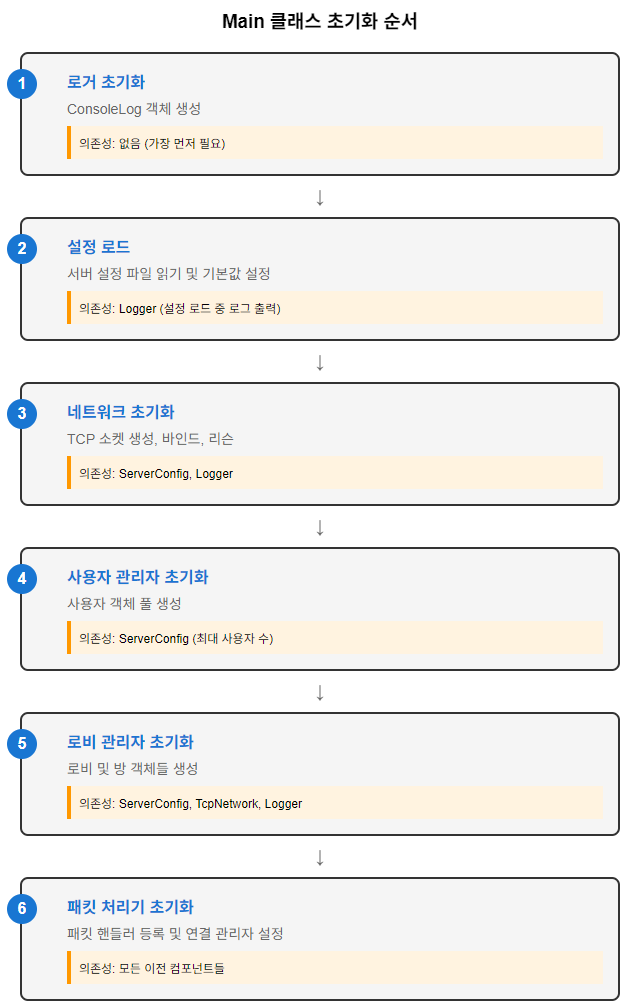 Main 클래스 초기화 순서
1
로거 초기화
ConsoleLog 객체 생성
의존성: 없음 (가장 먼저 필요)
↓
2
설정 로드
서버 설정 파일 읽기 및 기본값 설정
의존성: Logger (설정 로드 중 로그 출력)
↓
3
네트워크 초기화
TCP 소켓 생성, 바인드, 리슨
의존성: ServerConfig, Logger
↓
4
사용자 관리자 초기화
사용자 객체 풀 생성
의존성: ServerConfig (최대 사용자 수)
↓
5
로비 관리자 초기화
로비 및 방 객체들 생성
의존성: ServerConfig, TcpNetwork, Logger
↓
6
패킷 처리기 초기화
패킷 핸들러 등록 및 연결 관리자 설정
의존성: 모든 이전 컴포넌트들